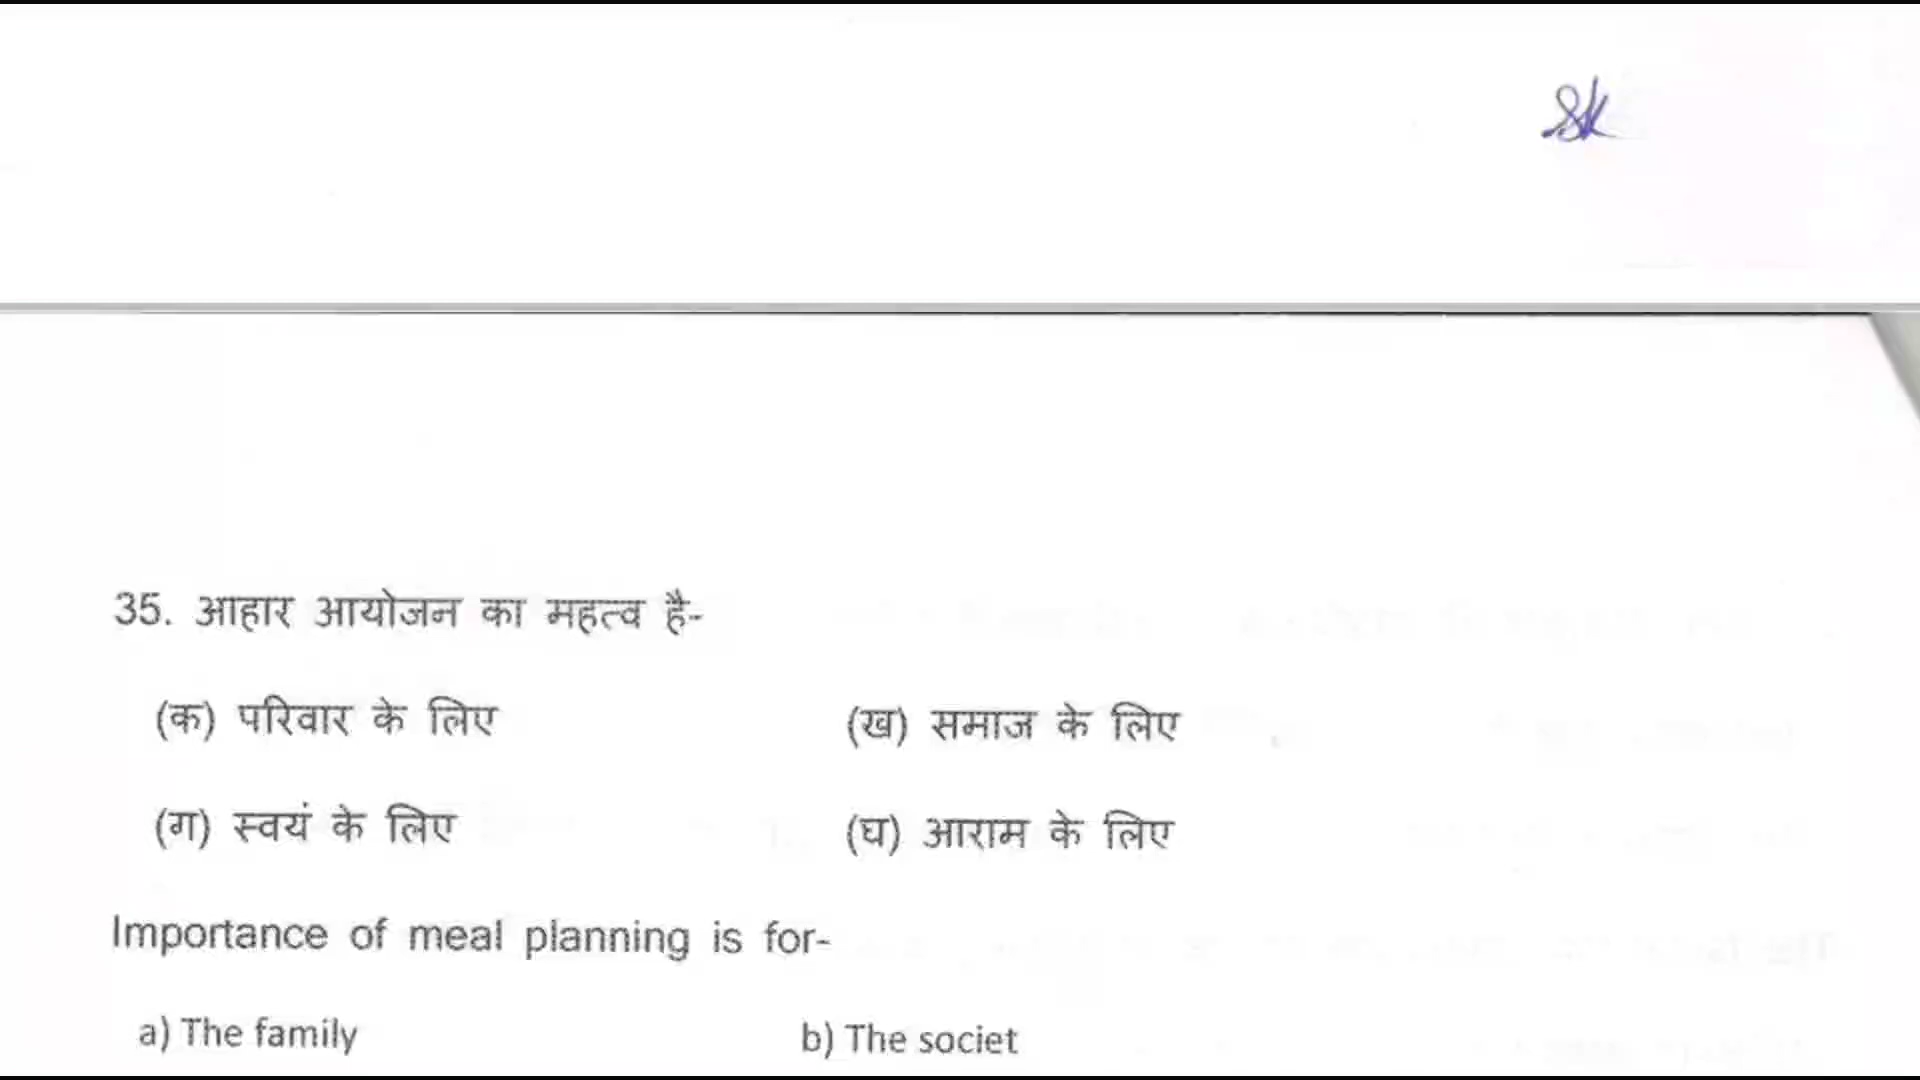 Sk
35. आहार आयोजन का महत्व है-
(क) परिवार के लिए (ख) समाज के लिए
(ग) स्वयं के लिए (घ) आराम के लिए
Importance of meal planning is for-
a) The family b) The societ